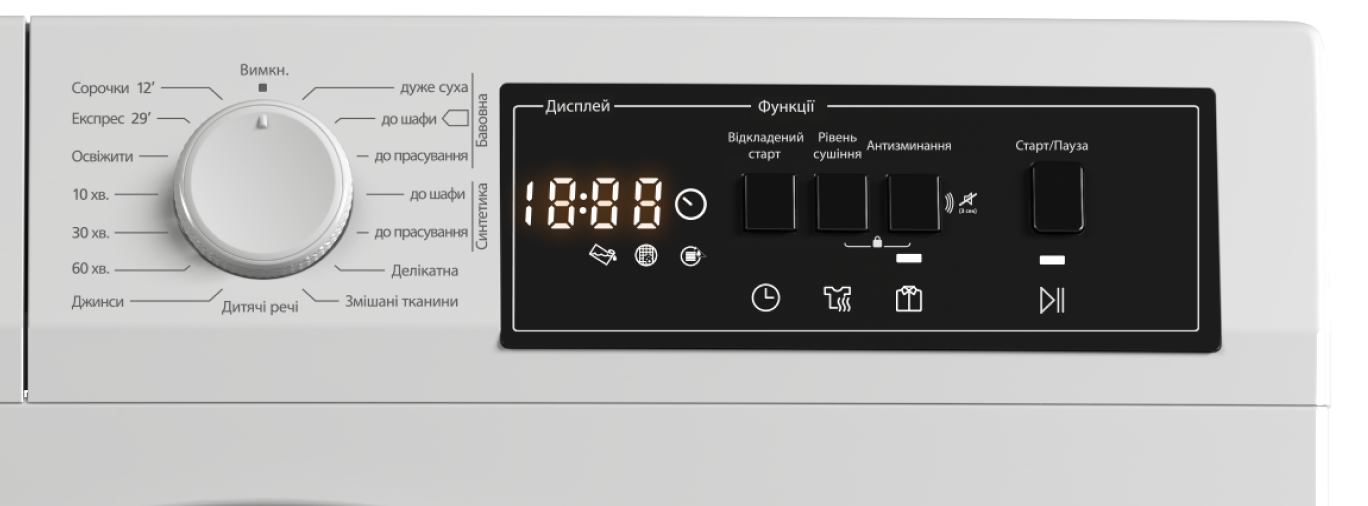 Вимкн.
Сорочки 12′
Експрес 29′
Освіжити
10 хв.
30 хв.
60 хв.
Джинси
Дитячі речі
дуже суха
до шафи
до прасування
Бавовна
до шафи
до прасування
Синтетика
Делікатна
Змішані тканини
Дисплей
Функції
Відкладений
старт
Рівень
сушіння
Антизминання
Старт/Пауза
18:88
(3 сек)